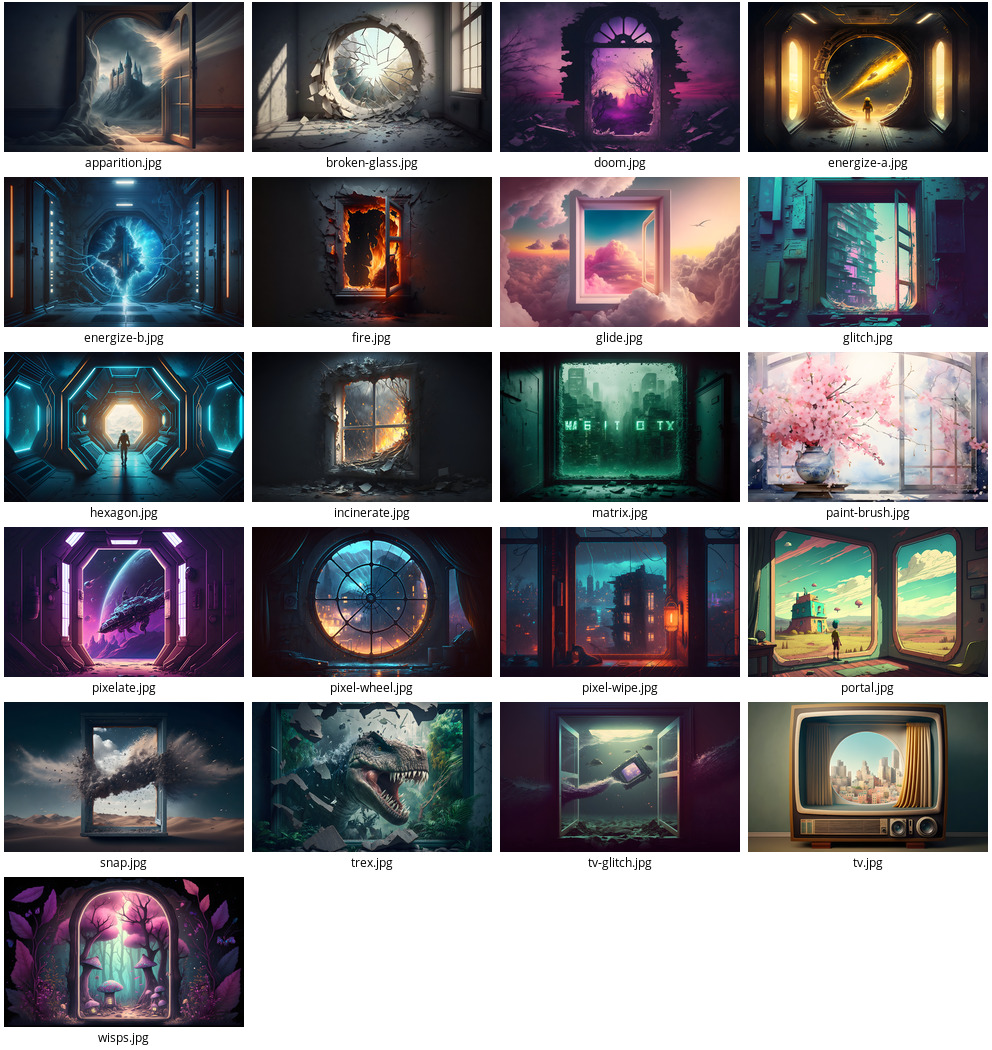 apparition.jpg
broken-glass.jpg
doom.jpg
energize-a.jpg
energize-b.jpg
fire.jpg
glide.jpg
glitch.jpg
hexagon.jpg
incinerate.jpg
matrix.jpg
paint-brush.jpg
pixelate.jpg
pixel-wheel.jpg
pixel-wipe.jpg
portal.jpg
snap.jpg
trex.jpg
tv-glitch.jpg
tv.jpg
wisps.jpg